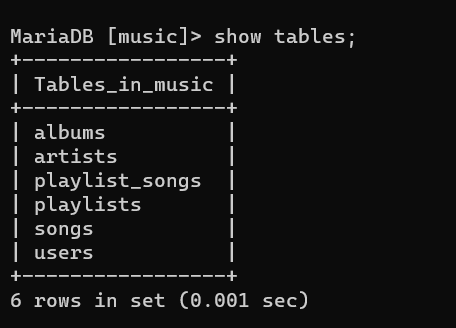 MariaDB [music]> show tables;
+-----------------+
| Tables_in_music |
+-----------------+
| albums          |
| artists         |
| playlist_songs  |
| playlists       |
| songs           |
| users           |
+-----------------+
6 rows in set (0.001 sec)